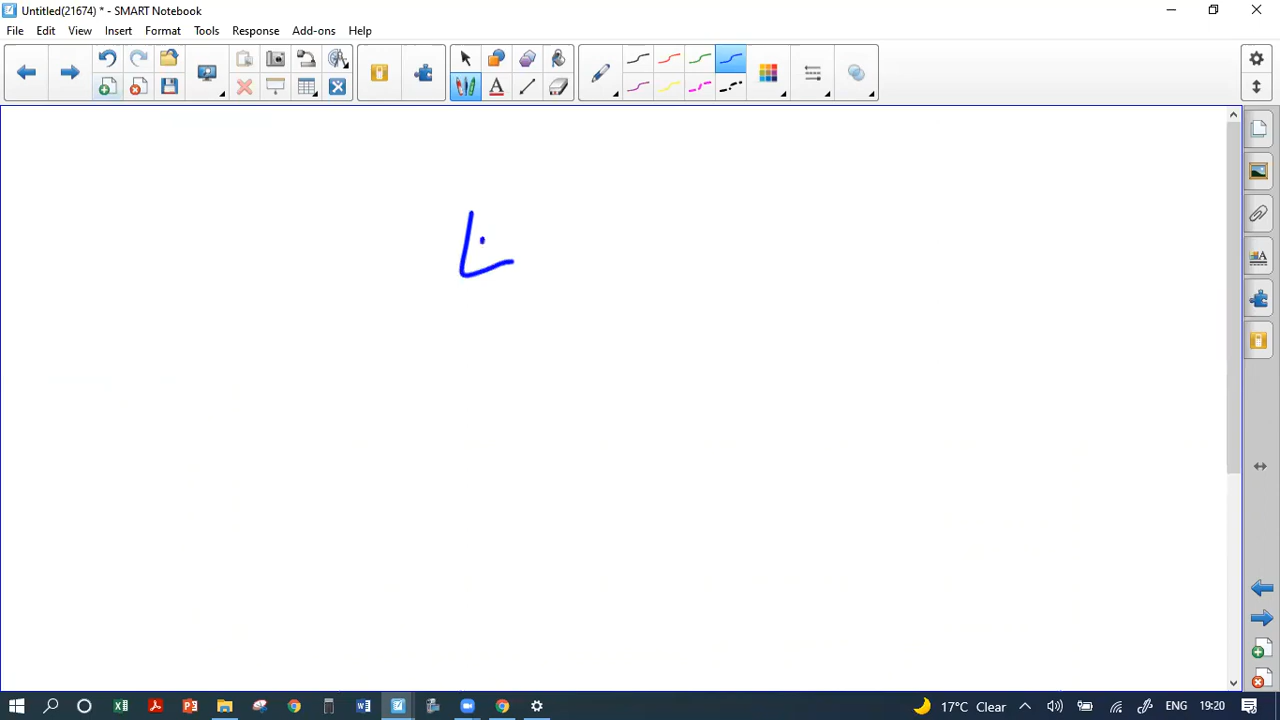 Untitled(21674) * - SMART Notebook
File Edit View Insert Format Tools Response Add-ons Help
L
17°C Clear ENG 19:20